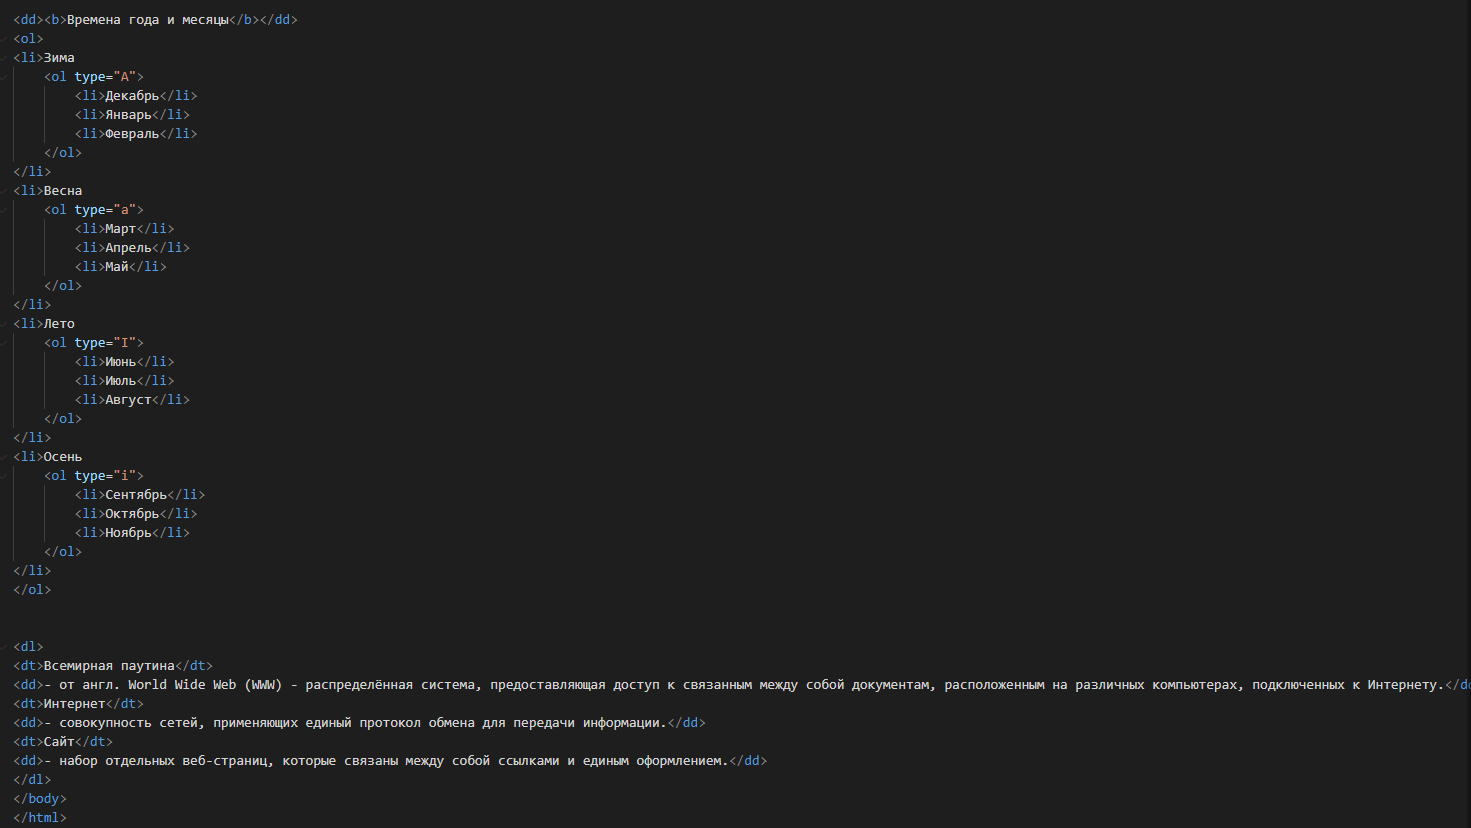 <dd><b>Времена года и месяцы</b></dd>
<ol>
<li>Зима
    <ol type="A">
        <li>Декабрь</li>
        <li>Январь</li>
        <li>Февраль</li>
    </ol>
</li>
<li>Весна
    <ol type="a">
        <li>Март</li>
        <li>Апрель</li>
        <li>Май</li>
    </ol>
</li>
<li>Лето
    <ol type="I">
        <li>Июнь</li>
        <li>Июль</li>
        <li>Август</li>
    </ol>
</li>
<li>Осень
    <ol type="i">
        <li>Сентябрь</li>
        <li>Октябрь</li>
        <li>Ноябрь</li>
    </ol>
</li>
</ol>
<dl>
<dt>Всемирная паутина</dt>
<dd>- от англ. World Wide Web (WWW) - распределённая система, предоставляющая доступ к связанным между собой документам, расположенным на различных компьютерах, подключенных к Интернету.</d
<dt>Интернет</dt>
<dd>- совокупность сетей, применяющих единый протокол обмена для передачи информации.</dd>
<dt>Сайт</dt>
<dd>- набор отдельных веб-страниц, которые связаны между собой ссылками и единым оформлением.</dd>
</dl>
</body>
</html>